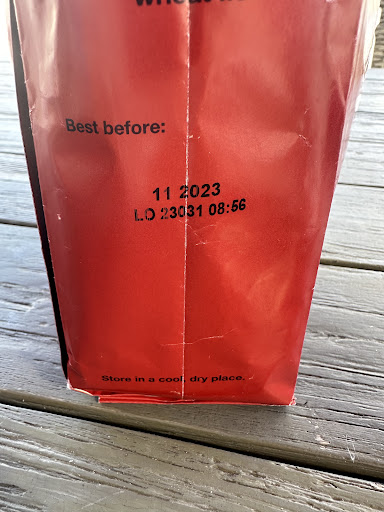 Best before:
11 2023
LO 23031 08:56
Store in a cool, dry place.